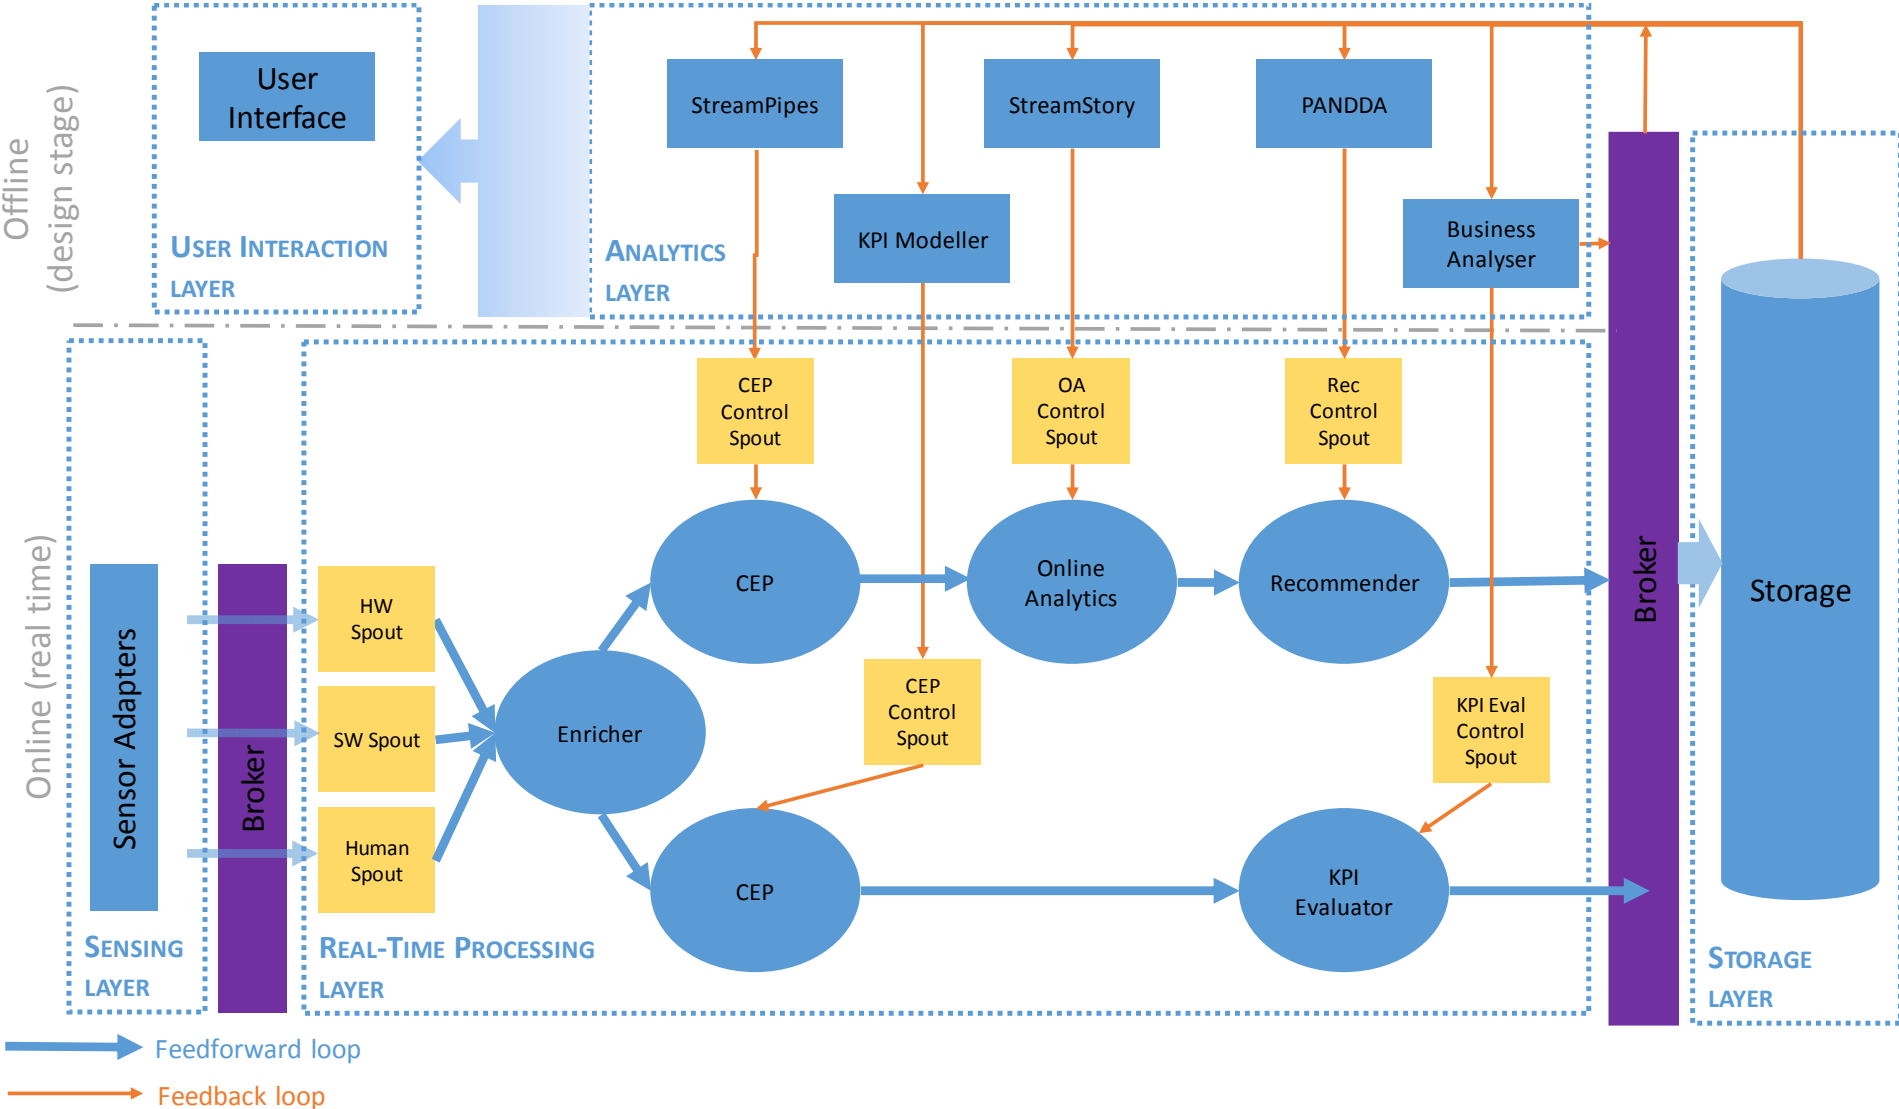 Offline
(design stage)
User
Interface
USER INTERACTION
LAYER
StreamPipes
StreamStory
PANDDA
KPI Modeller
Business
Analyser
ANALYTICS
LAYER
Online (real time)
CEP
Control
Spout
OA
Control
Spout
Rec
Control
Spout
Sensor Adapters
Broker
HW
Spout
SW Spout
Human
Spout
Enricher
CEP
Online
Analytics
Recommender
CEP
Control
Spout
KPI Eval
Control
Spout
CEP
KPI
Evaluator
Broker
Storage
SENSING
LAYER
REAL-TIME PROCESSING
LAYER
STORAGE
LAYER
Feedforward loop
Feedback loop